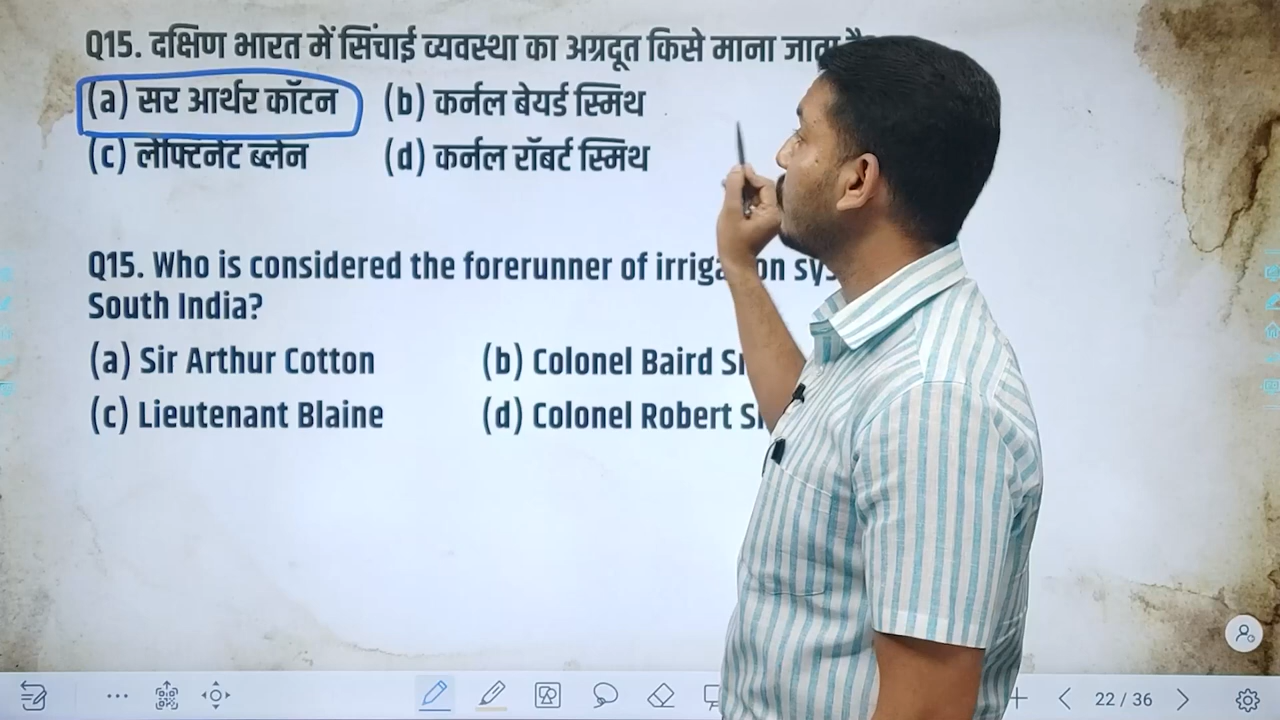 Q15. दक्षिण भारत में सिंचाई व्यवस्था का अग्रदूत किसे माना जाता
(a) सर आर्थर कॉटन (b) कर्नल बेयर्ड स्मिथ
(c) लेफ्टिनेंट ब्लेन (d) कर्नल रॉबर्ट स्मिथ
Q15. Who is considered the forerunner of
South India?
(a) Sir Arthur Cotton (b) Colonel Baird
(c) Lieutenant Blaine (d) Colonel Robert
22 / 36